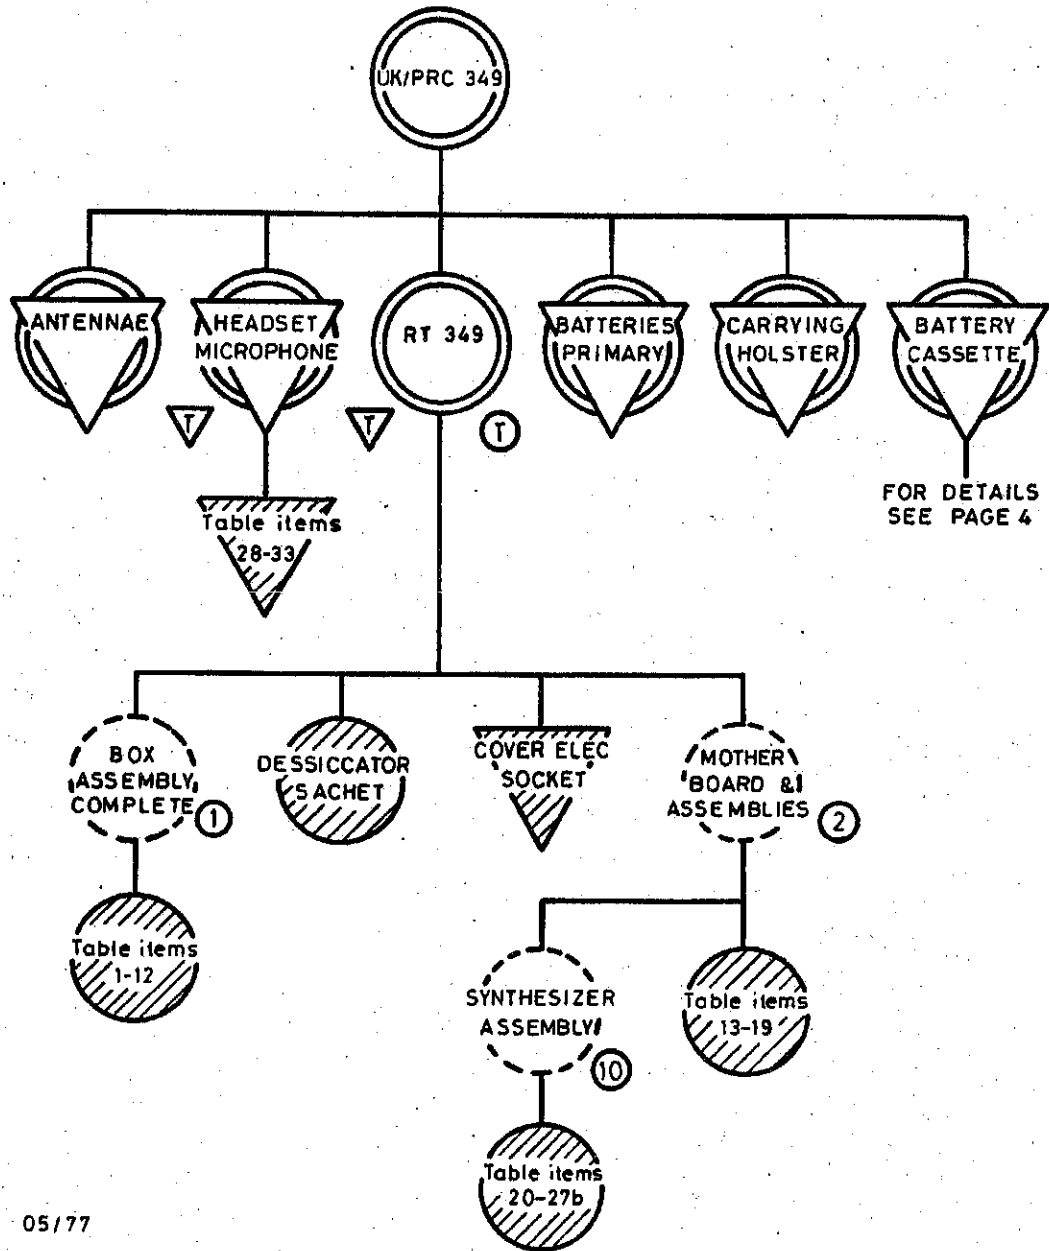 UK/PRC 349
ANTENNAE
HEADSET
MICROPHONE
RT 349
BATTERIES
PRIMARY
CARRYING
HOLSTER
BATTERY
CASSETTE
T
T
T
FOR DETAILS
SEE PAGE 4
Table items
28-33
BOX
ASSEMBLY
COMPLETE
1
DESSICCATOR
SACHET
COVER ELEC
SOCKET
MOTHER
BOARD &
ASSEMBLIES
2
Table items
1-12
SYNTHESIZER
ASSEMBLY
10
Table items
13-19
Table items
20-27b
05/77